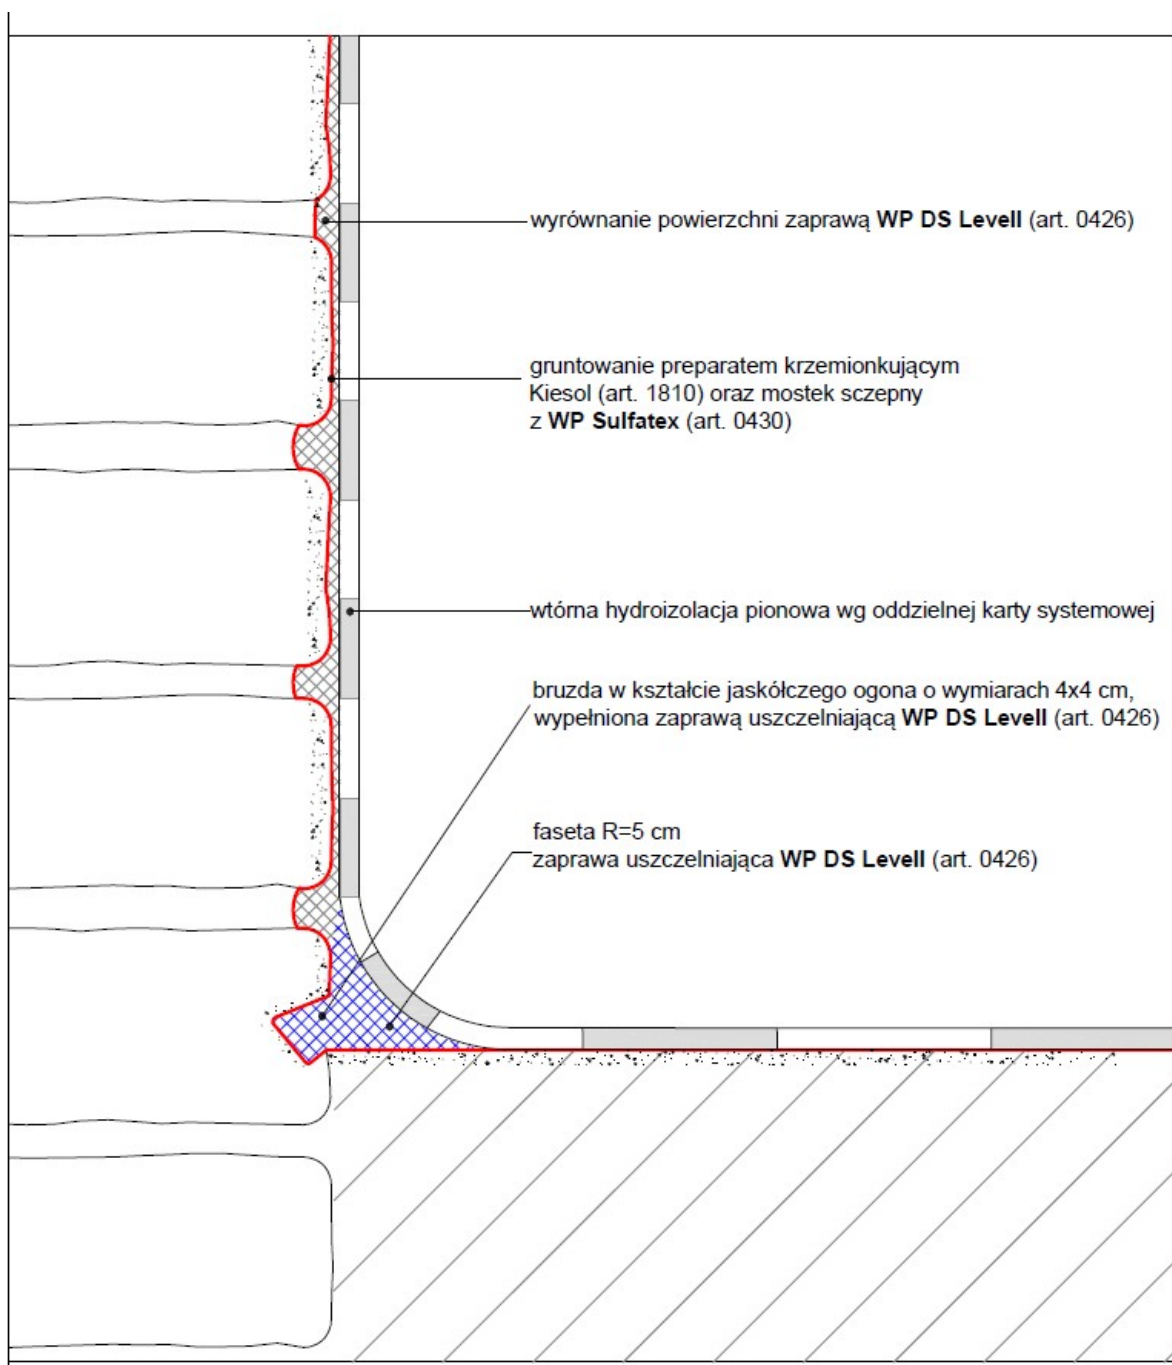 wyrównanie powierzchni zaprawą WP DS Levell (art. 0426)
gruntowanie preparatem krzemionkującym
Kiesol (art. 1810) oraz mostek sczepny
z WP Sulfatex (art. 0430)
wtórna hydroizolacja pionowa wg oddzielnej karty systemowej
bruzda w kształcie jaskółczego ogona o wymiarach 4x4 cm,
wypełniona zaprawą uszczelniającą WP DS Levell (art. 0426)
faseta R=5 cm
zaprawa uszczelniająca WP DS Levell (art. 0426)